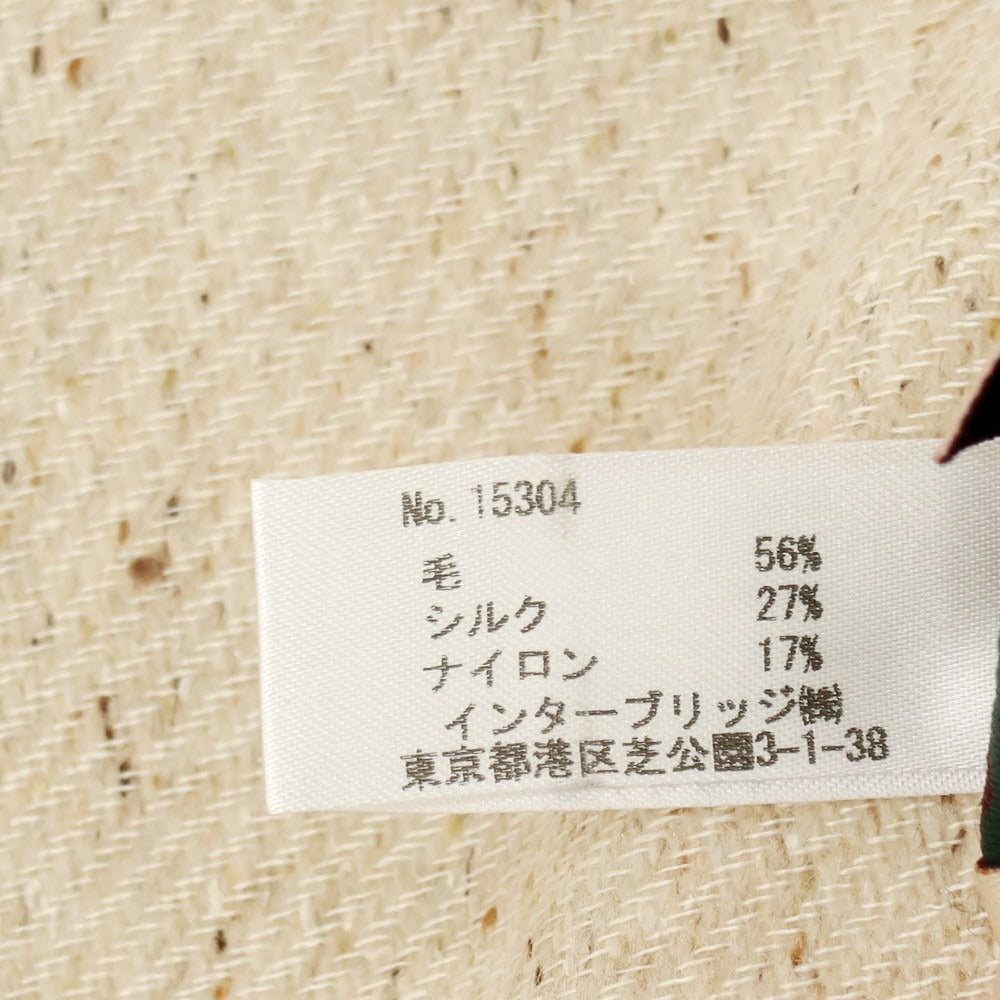 No. 15304
毛 56%
シルク 27%
ナイロン 17%
インターブリッジ㈱
東京都港区芝公園3-1-38